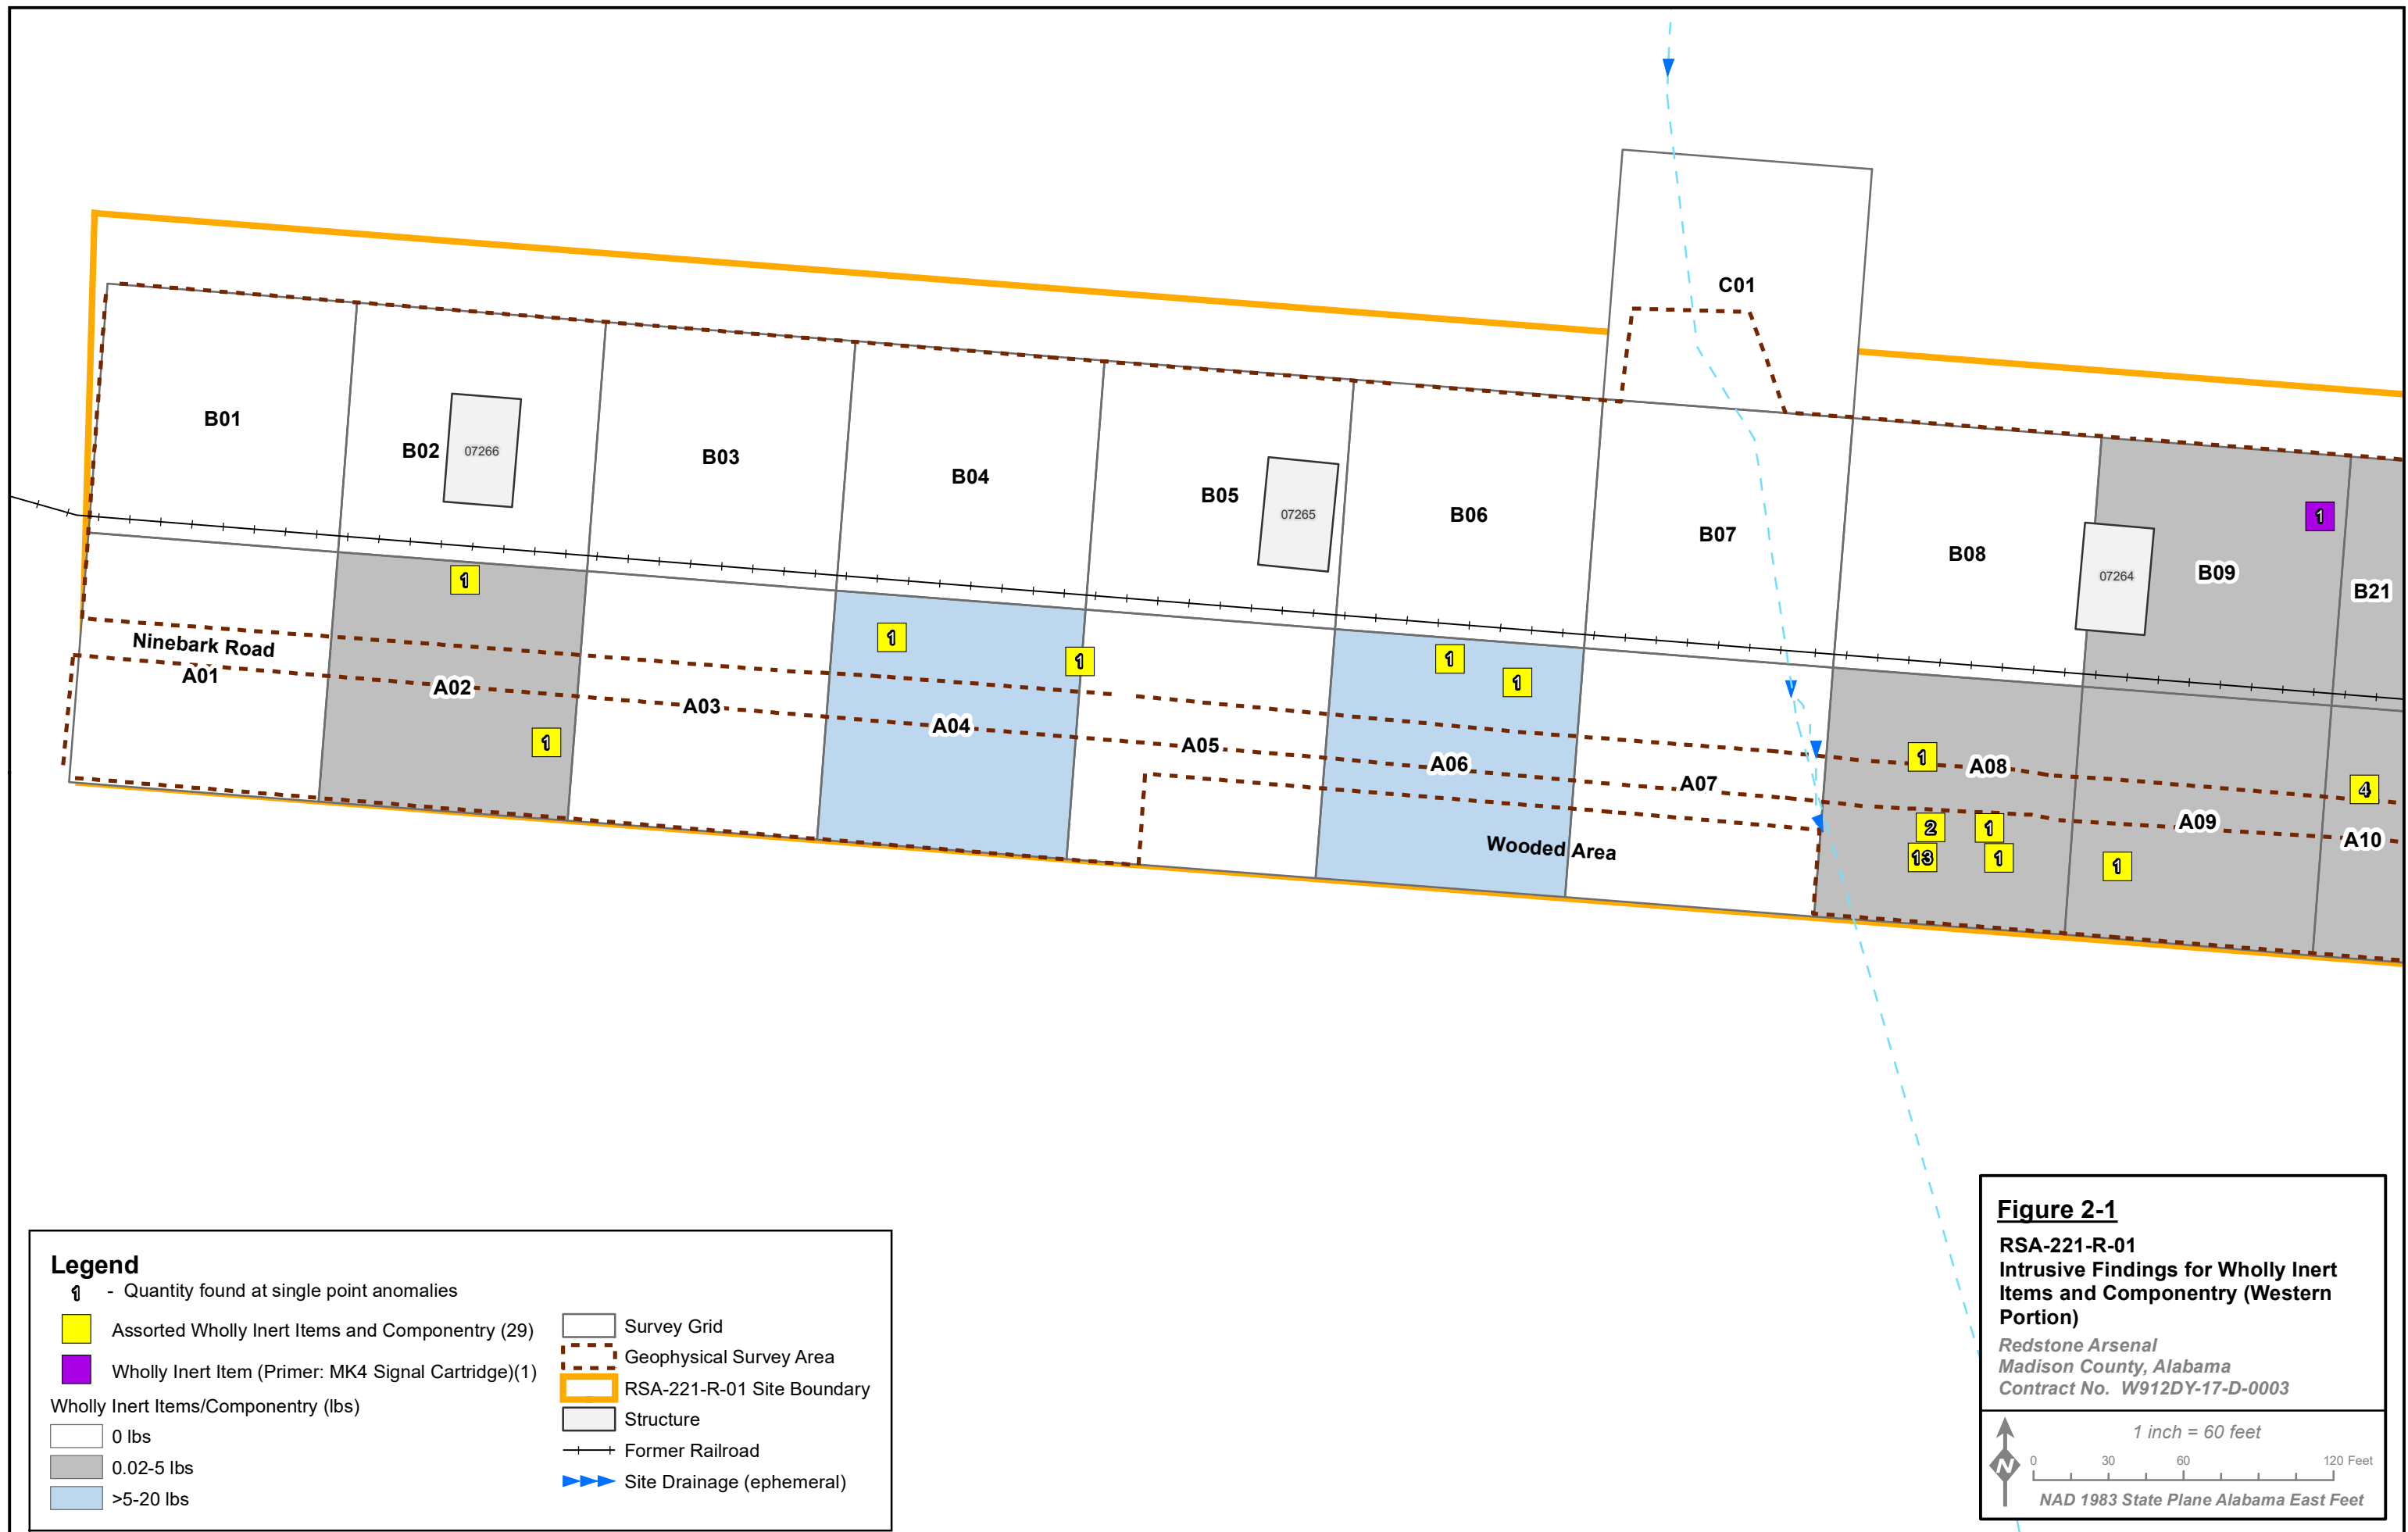 C01
B01
B02
07266
B03
B04
B05
07265
B06
B07
B08
07264
B09
B21
1
1
1
1
1
1
1
Ninebark Road
A01
A02
A03
A04
A05
A06
A07
A08
A09
A10
1
1
4
2
1
13
1
1
Wooded Area
Legend
1 - Quantity found at single point anomalies
Assorted Wholly Inert Items and Componentry (29)
Wholly Inert Item (Primer: MK4 Signal Cartridge)(1)
Wholly Inert Items/Componentry (lbs)
0 lbs
0.02-5 lbs
>5-20 lbs
Survey Grid
Geophysical Survey Area
RSA-221-R-01 Site Boundary
Structure
Former Railroad
Site Drainage (ephemeral)
Figure 2-1
RSA-221-R-01
Intrusive Findings for Wholly Inert
Items and Componentry (Western
Portion)
Redstone Arsenal
Madison County, Alabama
Contract No. W912DY-17-D-0003
N
1 inch = 60 feet
0 30 60 120 Feet
NAD 1983 State Plane Alabama East Feet